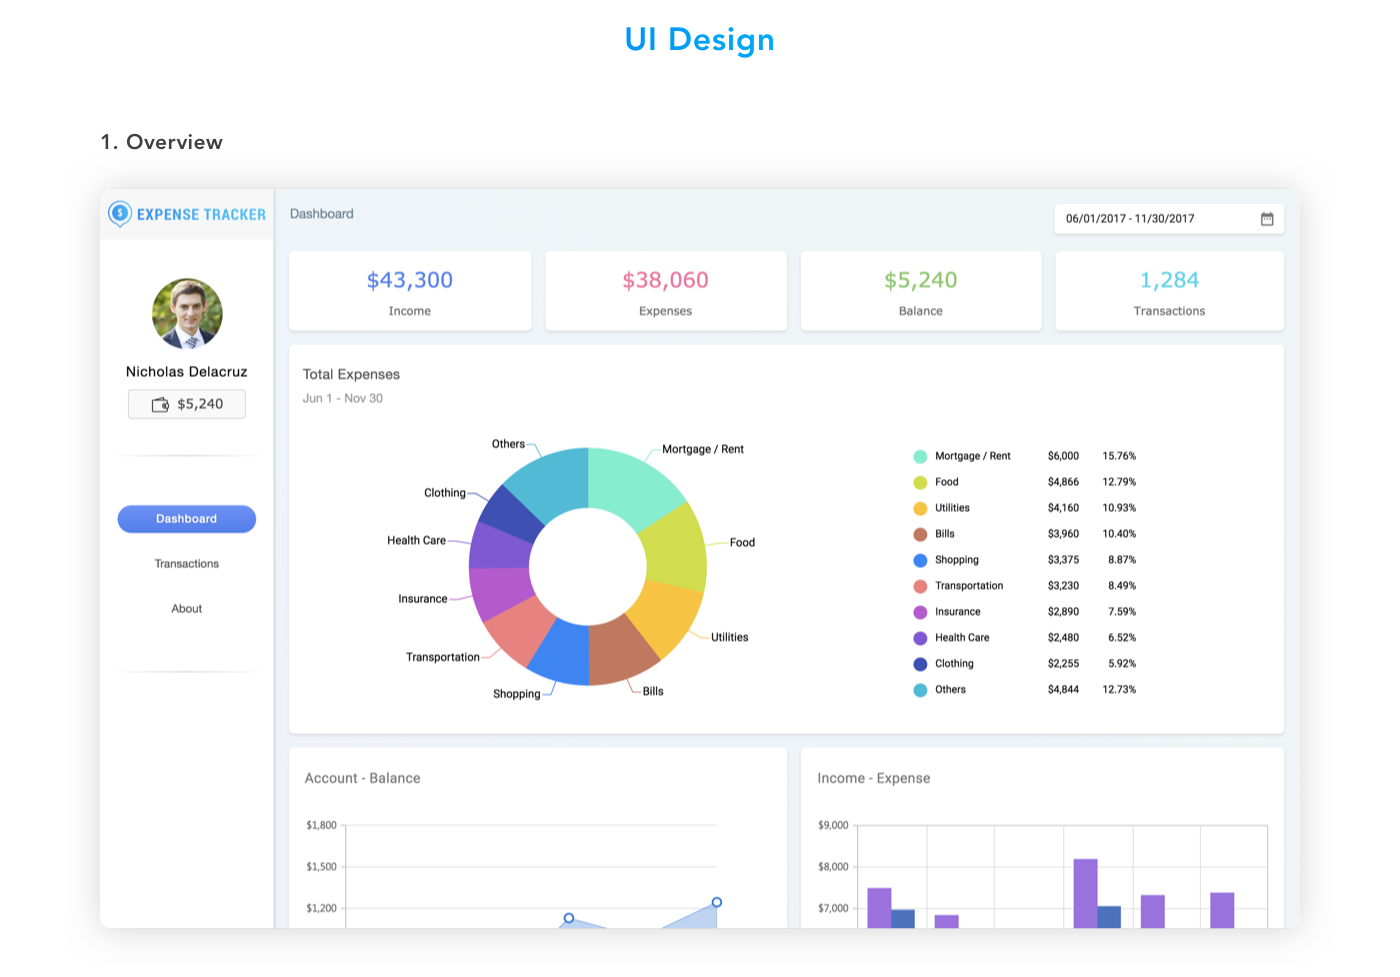 UI Design
1. Overview
EXPENSE TRACKER
Dashboard
06/01/2017 - 11/30/2017
$43,300
Income
$38,060
Expenses
$5,240
Balance
1,284
Transactions
Nicholas Delacruz
$5,240
Dashboard
Transactions
About
Total Expenses
Jun 1 - Nov 30
Others
Mortgage / Rent
Clothing
Health Care
Food
Insurance
Utilities
Transportation
Shopping
Bills
Mortgage / Rent $6,000 15.76%
Food $4,866 12.79%
Utilities $4,160 10.93%
Bills $3,960 10.40%
Shopping $3,375 8.87%
Transportation $3,230 8.49%
Insurance $2,890 7.59%
Health Care $2,480 6.52%
Clothing $2,255 5.92%
Others $4,844 12.73%
Account - Balance
$1,800
$1,500
$1,200
Income - Expense
$9,000
$8,000
$7,000